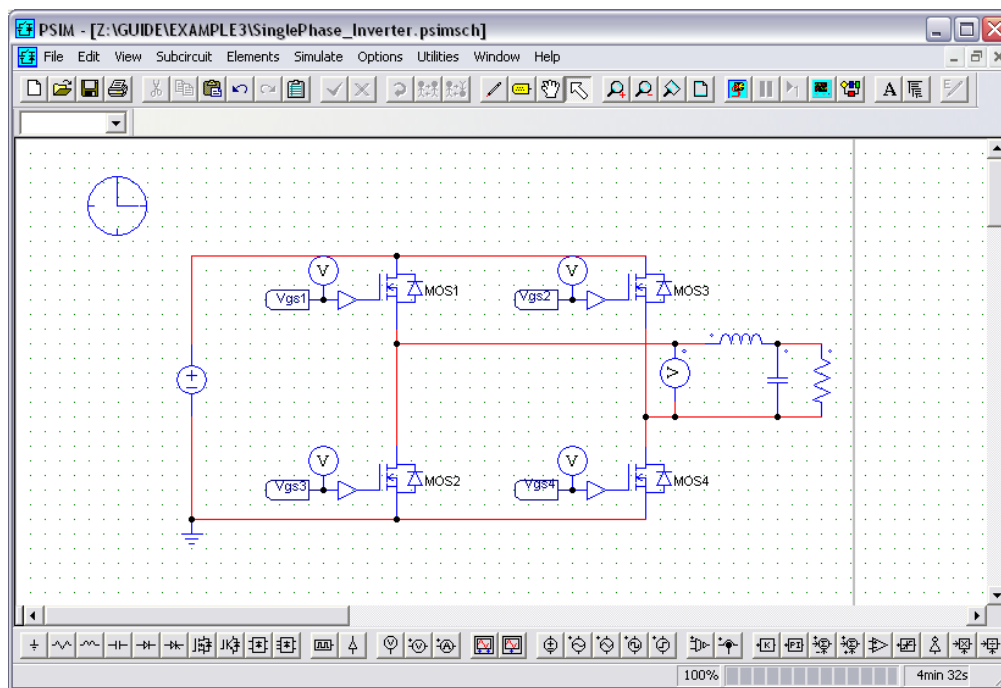 PSIM - [Z:\GUIDE\EXAMPLE3\SinglePhase_Inverter.psimsch]
File Edit View Subcircuit Elements Simulate Options Utilities Window Help
A
V V
Vgs1 MOS1 Vgs2 MOS3
V
V V
Vgs3 MOS2 Vgs4 MOS4
V V A K PI
100% 4min 32s